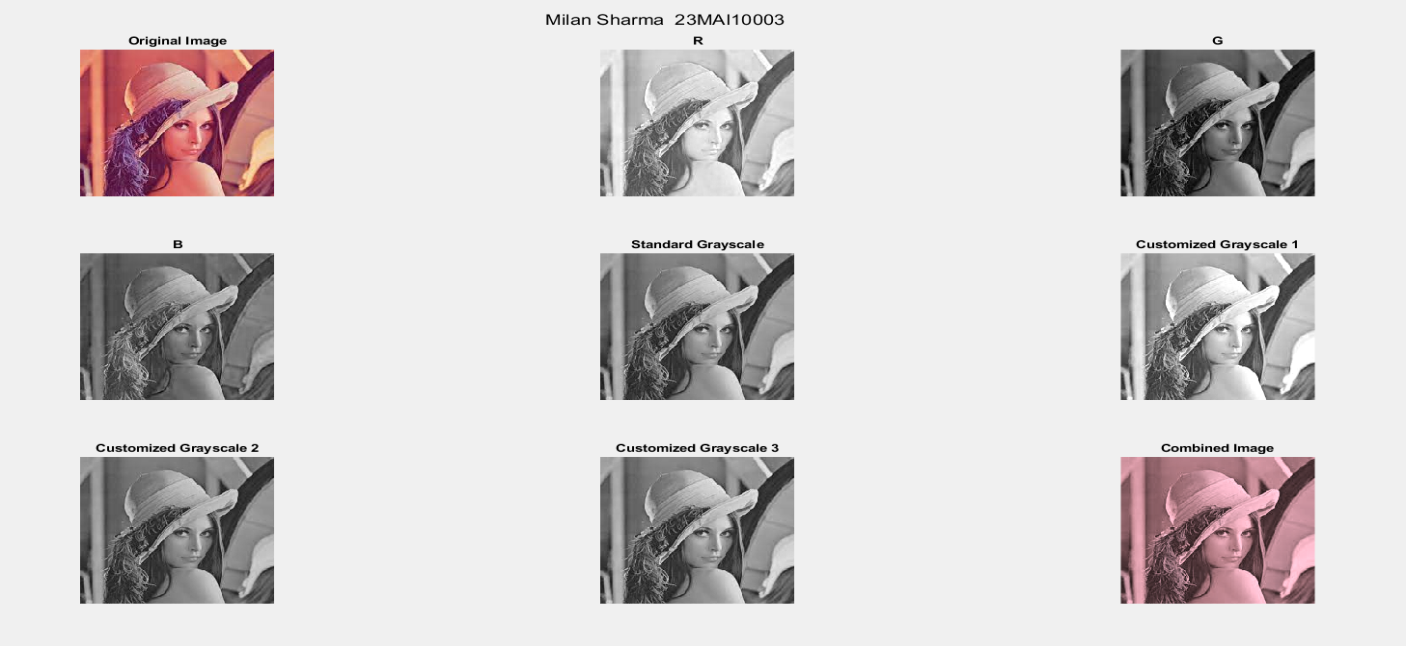 Milan Sharma 23MAI10003
Original Image
R
G
B
Standard Grayscale
Customized Grayscale 1
Customized Grayscale 2
Customized Grayscale 3
Combined Image